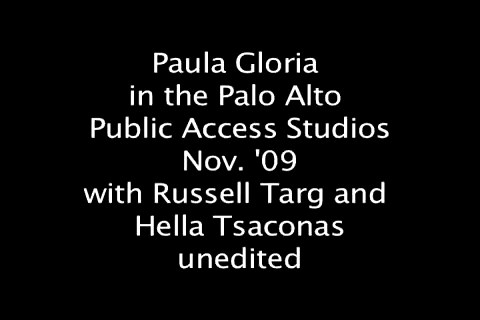 Paula Gloria
in the Palo Alto
Public Access Studios
Nov. '09
with Russell Targ and
Hella Tsaconas
unedited